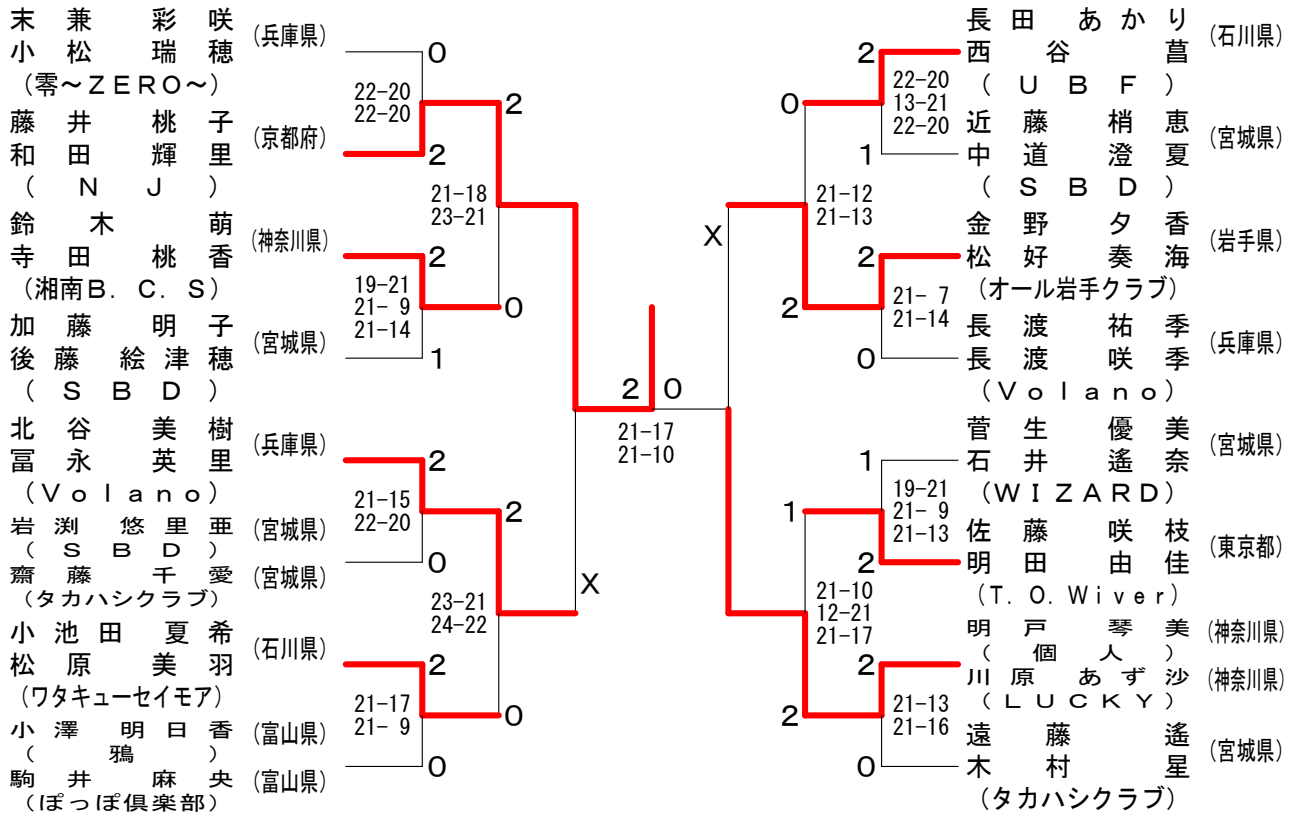 末兼 彩咲
小松 瑞穂
(兵庫県)
(零～ZERO～)
0
22-20
22-20
2
藤井 桃子
和田 輝里
(京都府)
(NJ)
2
21-18
23-21
鈴木 萌
寺田 桃香
(神奈川県)
(湘南B.C.S)
2
19-21
21- 9
21-14
0
加藤 明子
後藤 絵津穂
(宮城県)
(SBD)
1
北谷 美樹
冨永 英里
(兵庫県)
(Volano)
2
21-15
22-20
2
岩渕 悠里亜
(SBD)
(宮城県)
齋藤 千愛
(タカハシクラブ)
(宮城県)
0
X
23-21
24-22
小池田 夏希
松原 美羽
(石川県)
(ワタキューセイモア)
2
21-17
21- 9
0
小澤 明日香
(鴉)
(富山県)
駒井 麻央
(ぽっぽ倶楽部)
(富山県)
0
2 0
21-17
21-10
長田 あかり
西谷 菖
(石川県)
(UBF)
2
22-20
13-21
22-20
0
近藤 梢恵
中道 澄夏
(宮城県)
(SBD)
1
21-12
21-13
X
金野 夕香
松好 奏海
(岩手県)
(オール岩手クラブ)
2
21- 7
21-14
2
長渡 祐季
長渡 咲季
(兵庫県)
(Volano)
0
菅生 優美
石井 遙奈
(宮城県)
(WIZARD)
1
19-21
21- 9
21-13
1
佐藤 咲枝
明田 由佳
(東京都)
(T.O.Wiver)
2
21-10
12-21
21-17
明戸 琴美
(個人)
(神奈川県)
川原 あず沙
(LUCKY)
(神奈川県)
2
21-13
21-16
2
遠藤 遙
木村 星
(宮城県)
(タカハシクラブ)
0